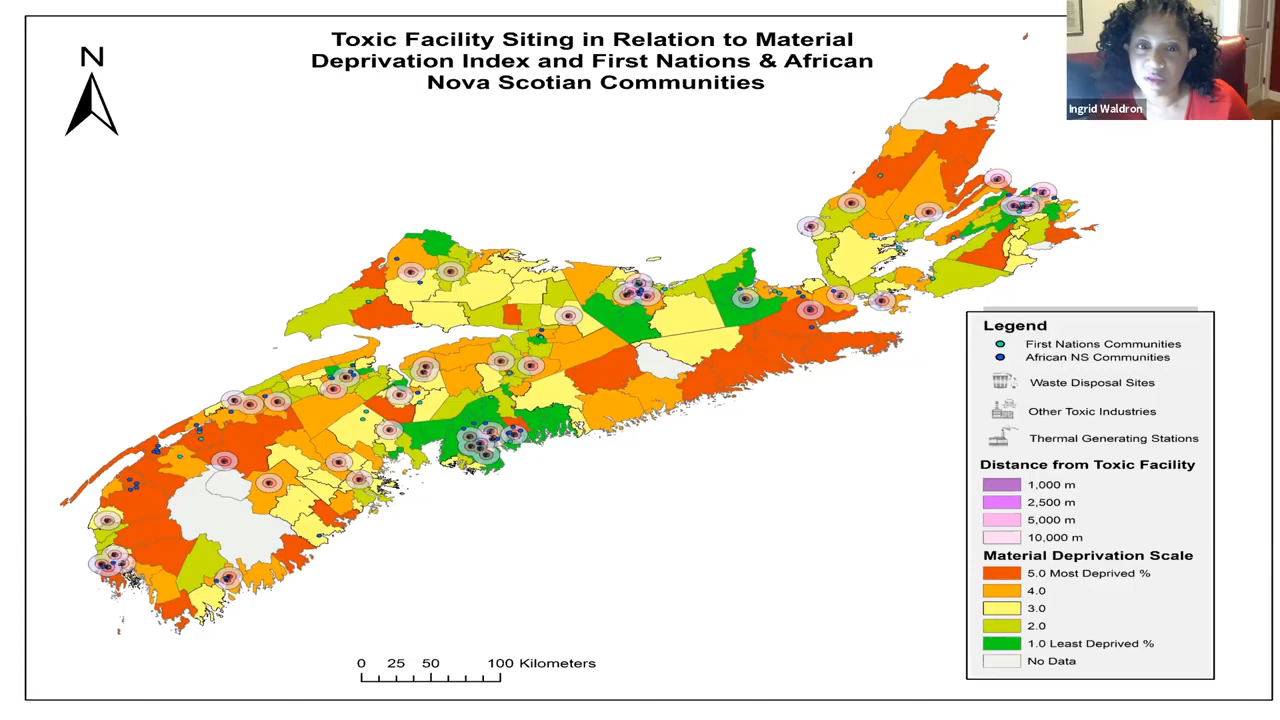 Toxic Facility Siting in Relation to Material
Deprivation Index and First Nations & African
Nova Scotian Communities
N
Ingrid Waldron
Legend
First Nations Communities
African NS Communities
Waste Disposal Sites
Other Toxic Industries
Thermal Generating Stations
Distance from Toxic Facility
1,000 m
2,500 m
5,000 m
10,000 m
Material Deprivation Scale
5.0 Most Deprived %
4.0
3.0
2.0
1.0 Least Deprived %
No Data
0 25 50 100 Kilometers